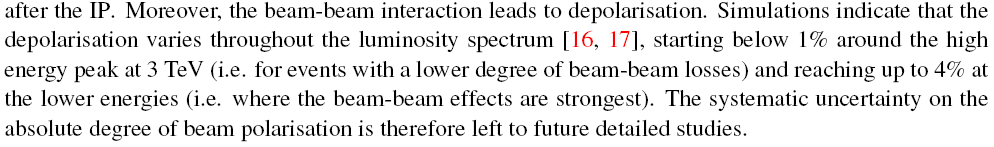 after the IP. Moreover, the beam-beam interaction leads to depolarisation. Simulations indicate that the
depolarisation varies throughout the luminosity spectrum [16, 17], starting below 1% around the high
energy peak at 3 TeV (i.e. for events with a lower degree of beam-beam losses) and reaching up to 4% at
the lower energies (i.e. where the beam-beam effects are strongest). The systematic uncertainty on the
absolute degree of beam polarisation is therefore left to future detailed studies.